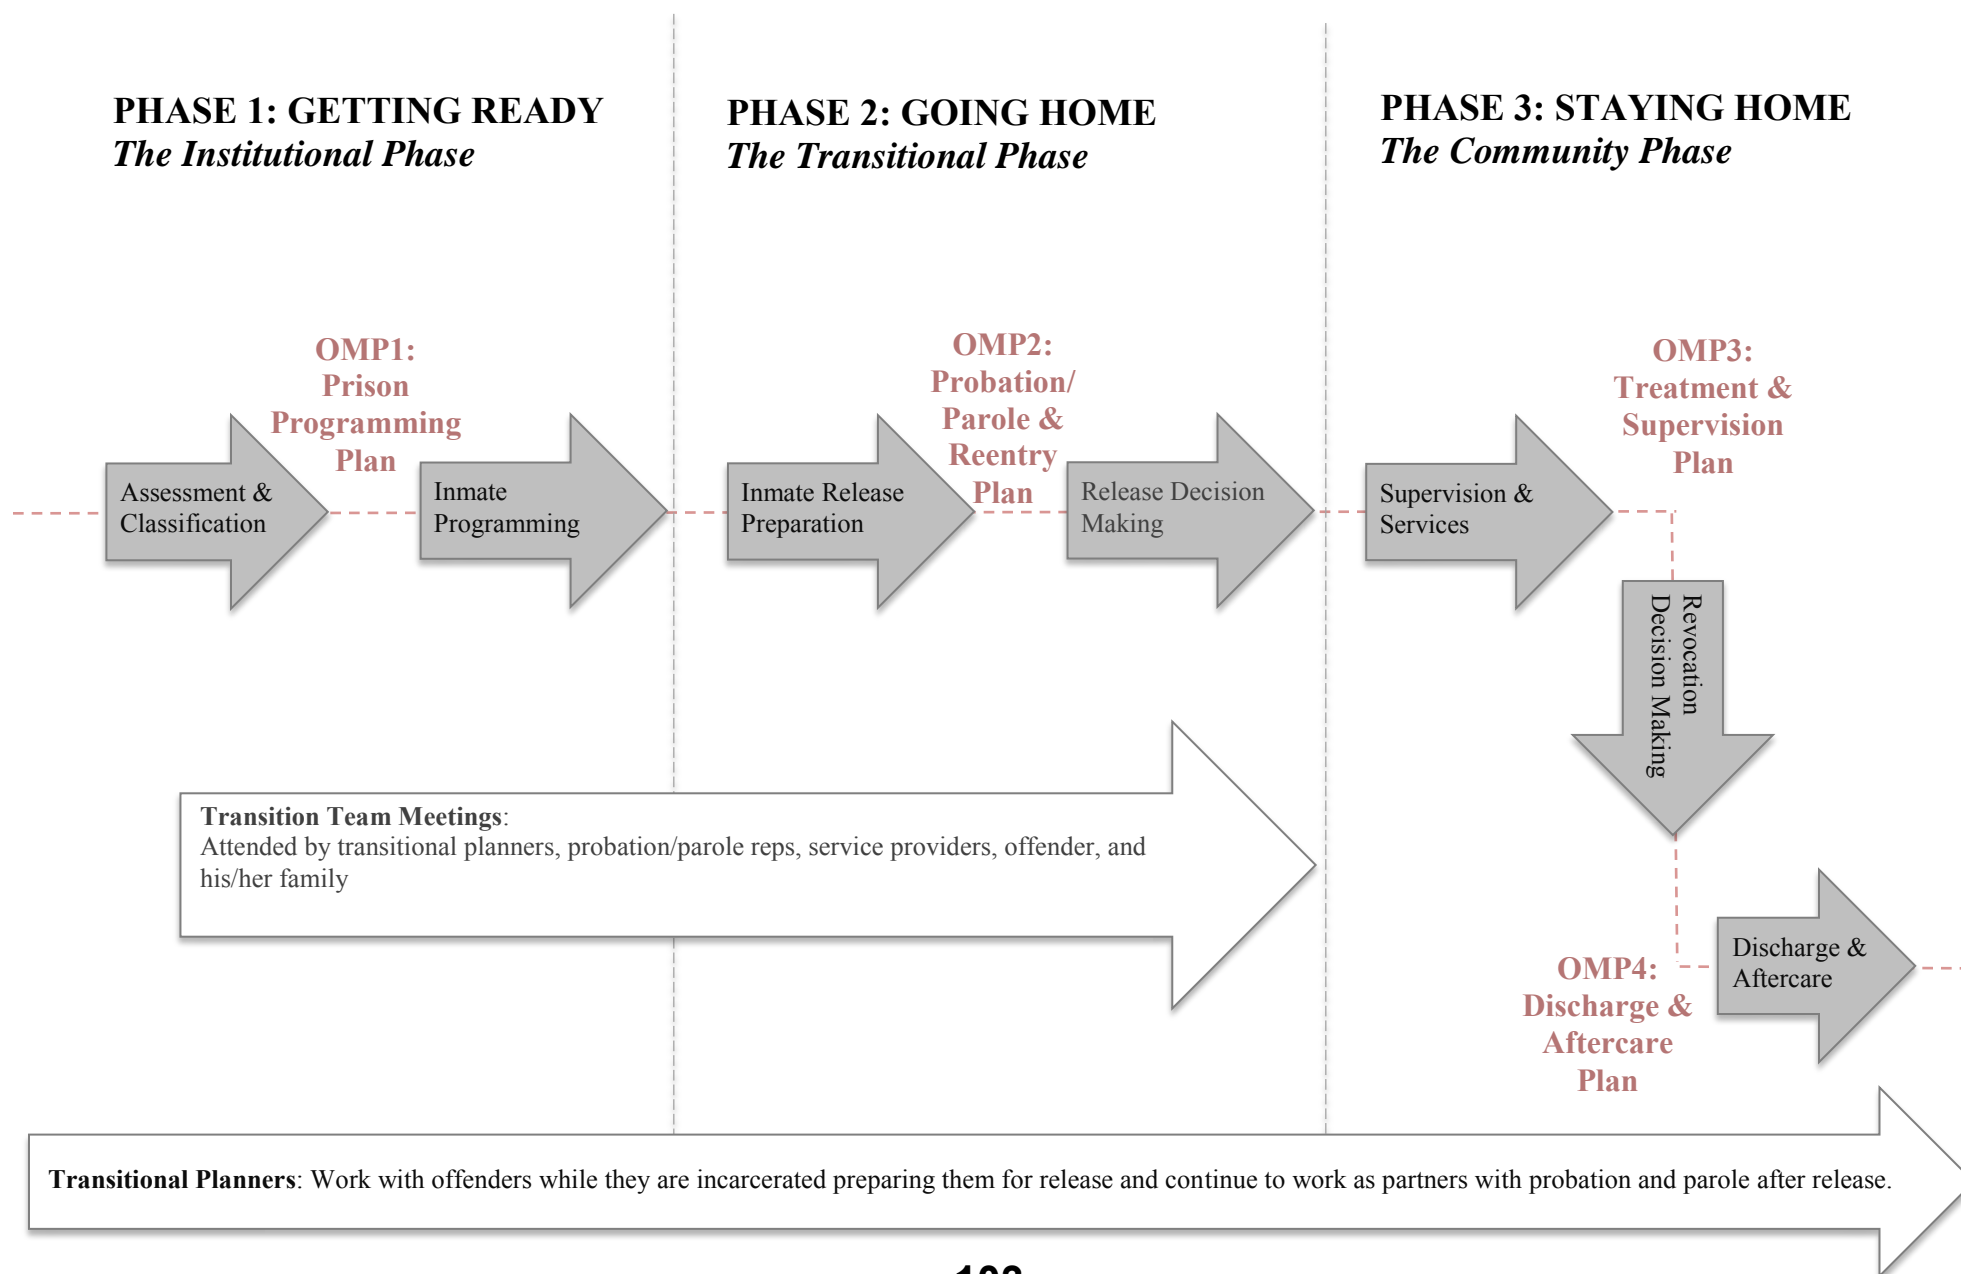 PHASE 1: GETTING READY
The Institutional Phase
PHASE 2: GOING HOME
The Transitional Phase
PHASE 3: STAYING HOME
The Community Phase
OMP1:
Prison
Programming
Plan
OMP2:
Probation/
Parole &
Reentry
Plan
OMP3:
Treatment &
Supervision
Plan
Assessment &
Classification
Inmate
Programming
Inmate Release
Preparation
Release Decision
Making
Supervision &
Services
Revocation
Decision Making
Transition Team Meetings:
Attended by transitional planners, probation/parole reps, service providers, offender, and
his/her family
OMP4:
Discharge &
Aftercare
Plan
Discharge &
Aftercare
Transitional Planners: Work with offenders while they are incarcerated preparing them for release and continue to work as partners with probation and parole after release.